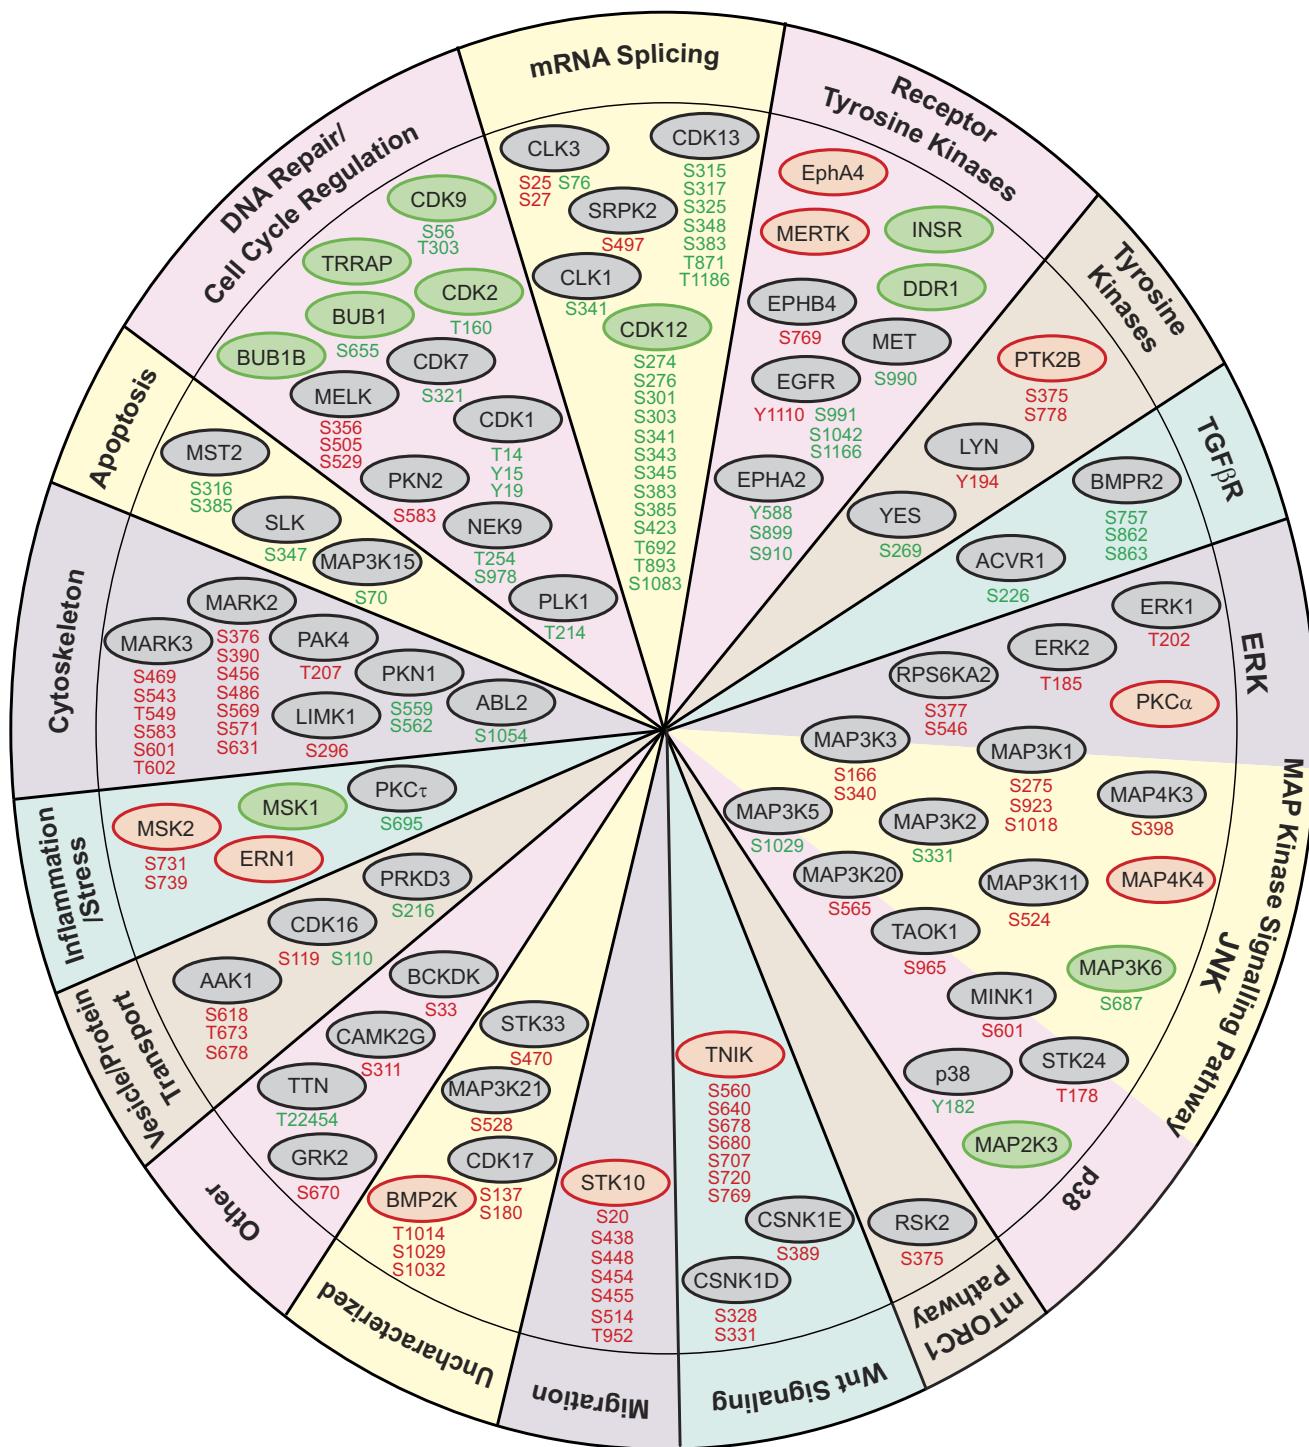 mRNA Splicing
CLK3
S25 S76
S27
CDK13
S315
S317
S325
S348
S383
T871
T1186
SRPK2
S497
CLK1
S341
CDK12
S274
S276
S301
S303
S341
S343
S345
S383
S385
S423
T692
T893
S1083
Receptor
Tyrosine Kinases
EphA4
MERTK
INSR
DDR1
EPHB4
S769
MET
S990
EGFR
Y1110 S991
S1042
S1166
EPHA2
Y588
S899
S910
Tyrosine
Kinases
PTK2B
S375
S778
LYN
Y194
YES
S269
TGFβR
BMPR2
S757
S862
S863
ACVR1
S226
ERK
ERK1
T202
ERK2
T185
RPS6KA2
S377
S546
PKCα
MAP Kinase Signalling Pathway
JNK
MAP3K3
S166
S340
MAP3K1
S275
S923
S1018
MAP4K3
S398
MAP3K5
S1029
MAP3K2
S331
MAP3K20
S565
MAP3K11
S524
MAP4K4
TAOK1
S965
MAP3K6
S687
MINK1
S601
STK24
T178
p38
p38
Y182
MAP2K3
mTORC1
Pathway
RSK2
S375
Wnt Signaling
TNIK
S560
S640
S678
S680
S707
S720
S769
CSNK1E
S389
CSNK1D
S328
S331
Migration
STK10
S20
S438
S448
S454
S455
S514
T952
Uncharacterized
STK33
S470
MAP3K21
S528
CDK17
S137
S180
BMP2K
T1014
S1029
S1032
Other
BCKDK
S33
CAMK2G
S311
TTN
T22454
GRK2
S670
Vesicle/Protein
Transport
PRKD3
S216
CDK16
S119 S110
AAK1
S618
T673
S678
Inflammation
/Stress
PKCτ
S695
MSK1
MSK2
S731
S739
ERN1
Cytoskeleton
MARK2
S376
S390
S456
S486
S569
S571
S631
MARK3
S469
S543
T549
S583
S601
T602
PAK4
T207
PKN1
S559
S562
LIMK1
S296
ABL2
S1054
Apoptosis
MST2
S316
S385
SLK
S347
MAP3K15
S70
DNA Repair/
Cell Cycle Regulation
CDK9
S56
T303
TRRAP
CDK2
T160
BUB1
S655
BUB1B
CDK7
S321
MELK
S356
S505
S529
CDK1
T14
Y15
Y19
PKN2
S583
NEK9
T254
S978
PLK1
T214